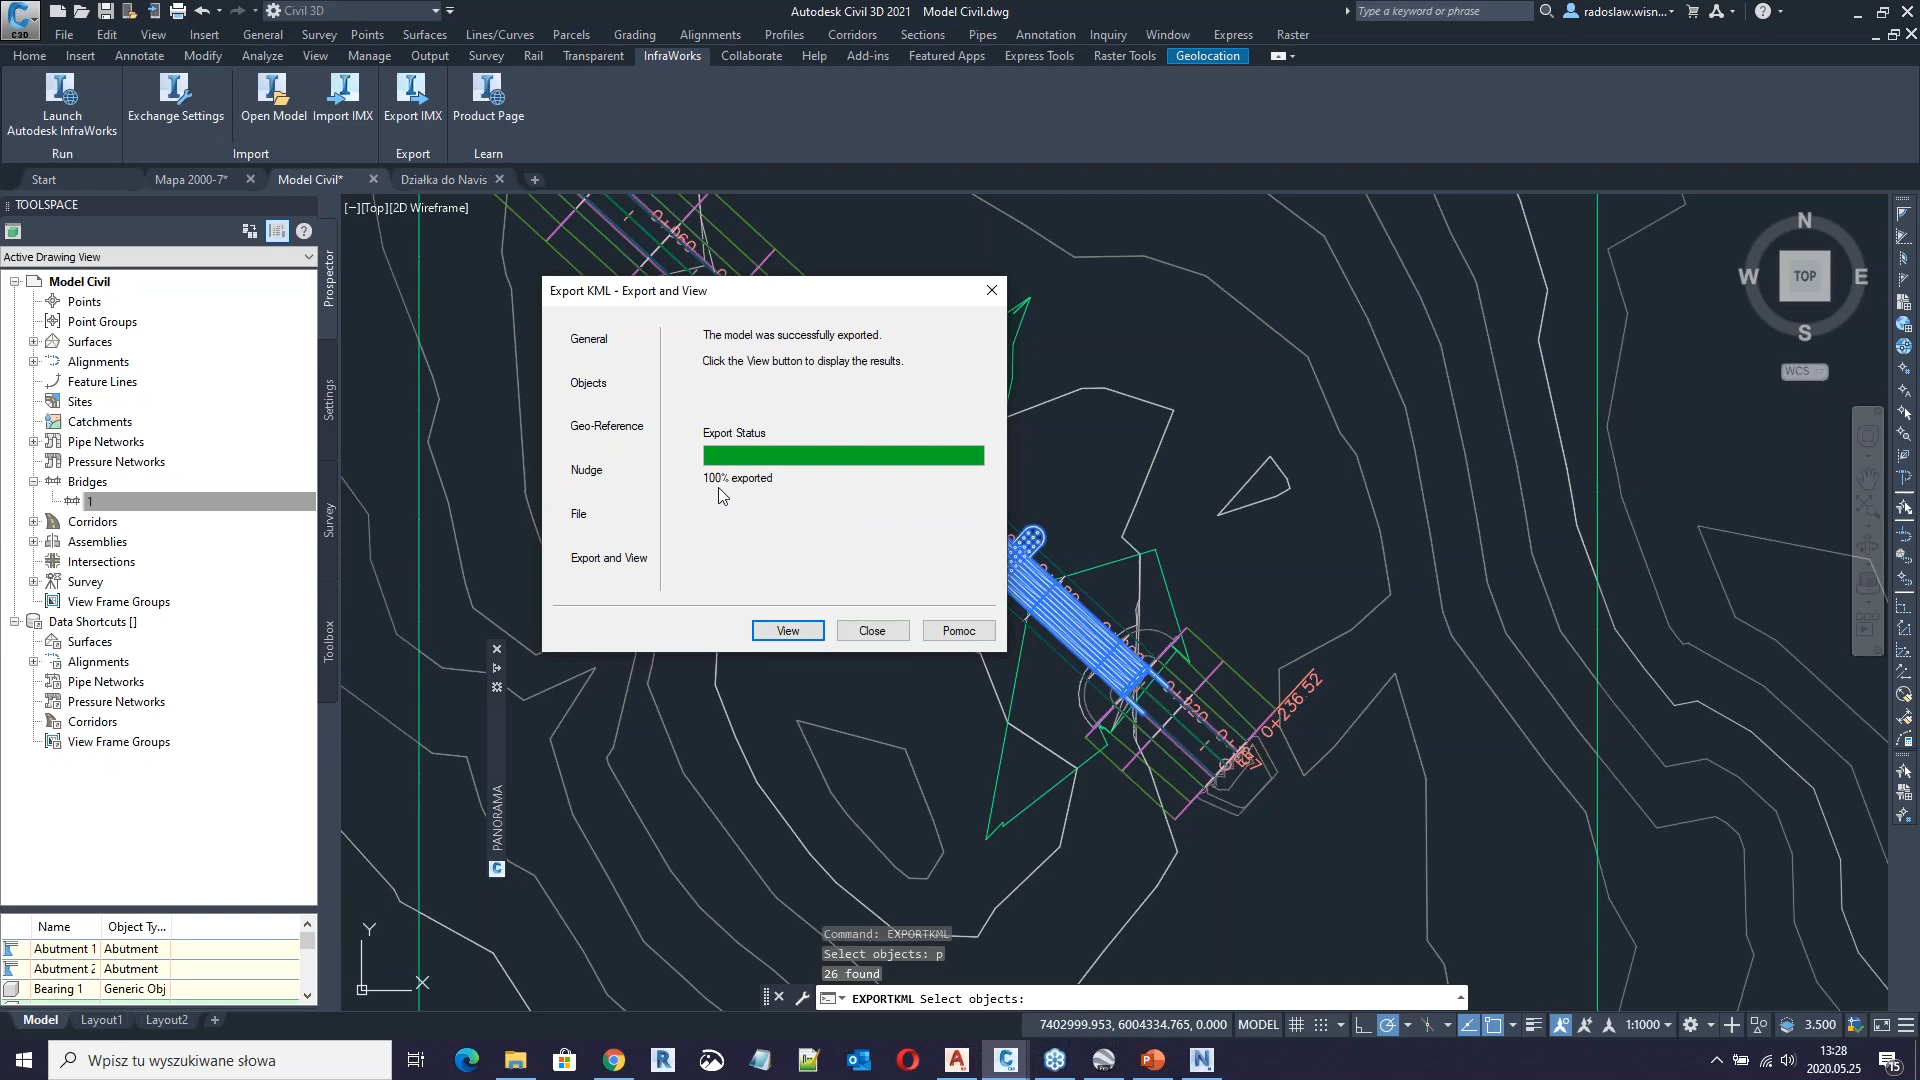 Civil 3D
Autodesk Civil 3D 2021 Model Civil.dwg
Type a keyword or phrase
radoslaw.wisn...
C3D
File Edit View Insert General Survey Points Surfaces Lines/Curves Parcels Grading Alignments Profiles Corridors Sections Pipes Annotation Inquiry Window Express Raster
Home Insert Annotate Modify Analyze View Manage Output Survey Rail Transparent InfraWorks Collaborate Help Add-ins Featured Apps Express Tools Raster Tools Geolocation
Launch Autodesk InfraWorks
Exchange Settings
Open Model
Import IMX
Export IMX
Product Page
Run
Import
Export
Learn
Start
Mapa 2000-7*
Model Civil*
Działka do Navis
TOOLSPACE
Active Drawing View
Model Civil
Points
Point Groups
Surfaces
Alignments
Feature Lines
Sites
Catchments
Pipe Networks
Pressure Networks
Bridges
1
Corridors
Assemblies
Intersections
Survey
View Frame Groups
Data Shortcuts []
Surfaces
Alignments
Pipe Networks
Pressure Networks
Corridors
View Frame Groups
Prospector
Settings
Survey
Toolbox
Name Object Ty...
Abutment 1 Abutment
Abutment 2 Abutment
Bearing 1 Generic Obj
[−][Top][2D Wireframe]
N
W TOP E
S
WCS
Export KML - Export and View
General
Objects
Geo-Reference
Nudge
File
Export and View
The model was successfully exported.
Click the View button to display the results.
Export Status
100% exported
View
Close
Pomoc
PANORAMA
0+236.52
Y
X
Command: EXPORTKML
Select objects: p
26 found
EXPORTKML Select objects:
Model Layout1 Layout2
7402999.953, 6004334.765, 0.000 MODEL
1:1000
3.500
Wpisz tu wyszukiwane słowa
13:28
2020.05.25
15